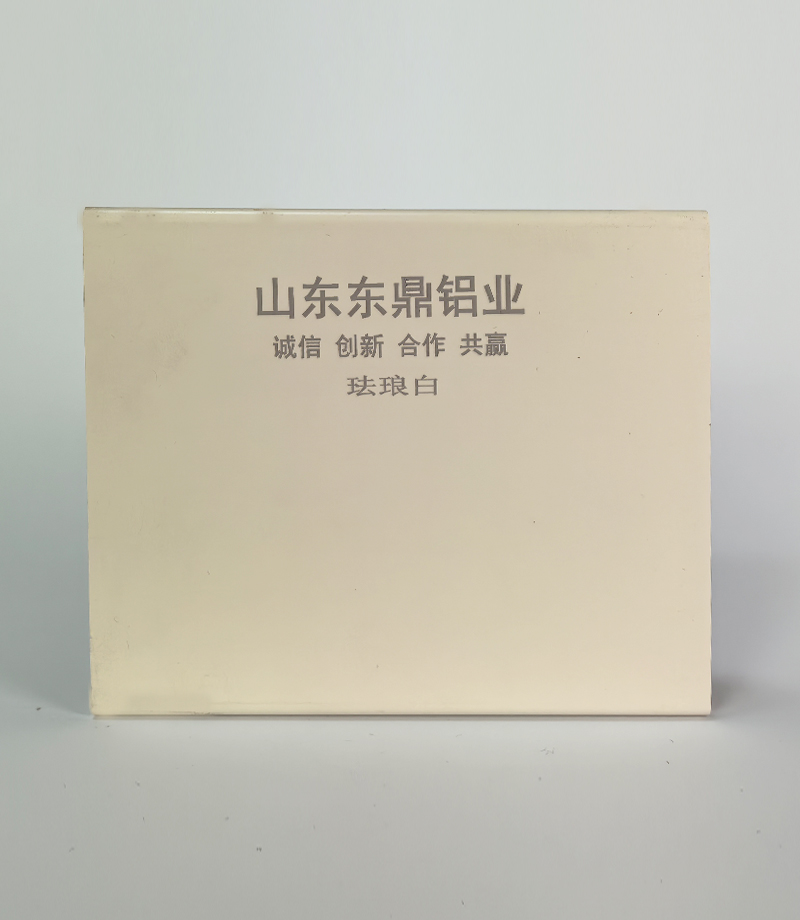 山东东鼎铝业
诚信 创新 合作 共赢
珐琅白